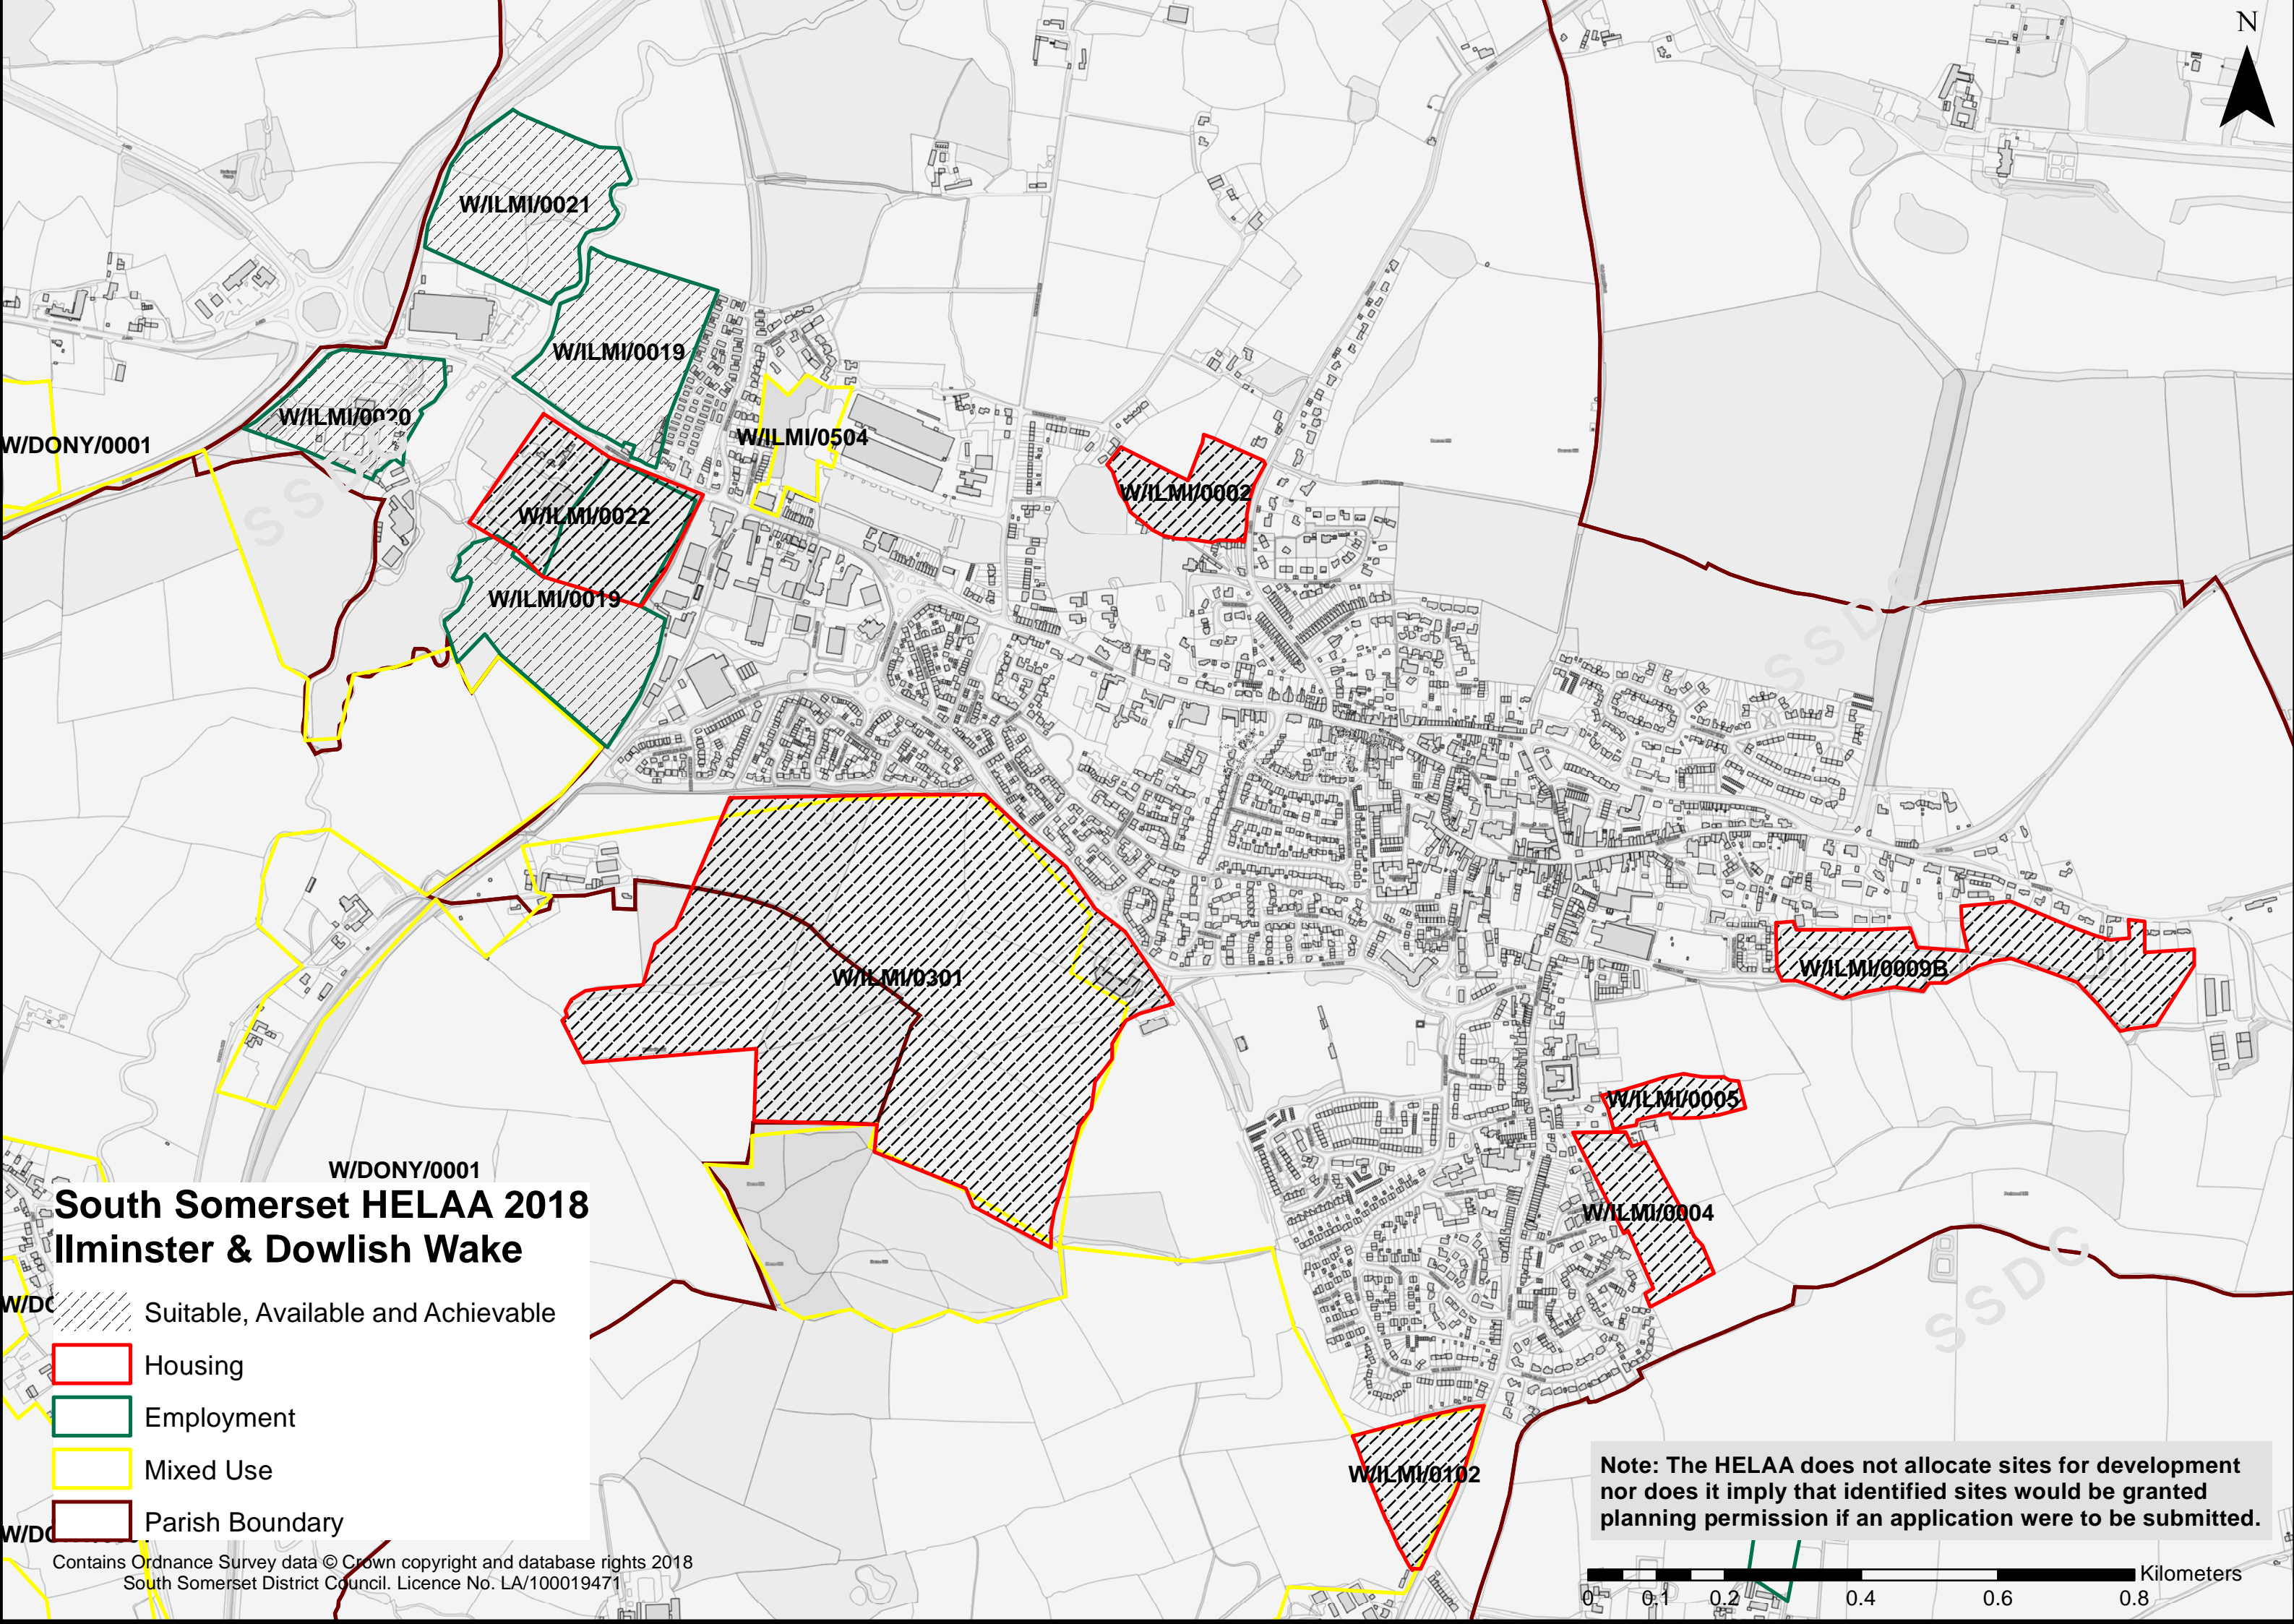 N
W/ILMI/0021
W/ILMI/0019
W/ILMI/0020
W/DONY/0001
W/ILMI/0504
W/ILMI/0002
W/ILMI/0022
W/ILMI/0019
SSDC
W/ILMI/0301
W/ILMI/0009B
W/ILMI/0005
W/DONY/0001
W/ILMI/0004
South Somerset HELAA 2018
Ilminster & Dowlish Wake
Suitable, Available and Achievable
Housing
Employment
Mixed Use
Parish Boundary
SSDC
W/ILMI/0102
Note: The HELAA does not allocate sites for development
nor does it imply that identified sites would be granted
planning permission if an application were to be submitted.
Contains Ordnance Survey data © Crown copyright and database rights 2018
South Somerset District Council. Licence No. LA/100019471
Kilometers
0 0.1 0.2 0.4 0.6 0.8